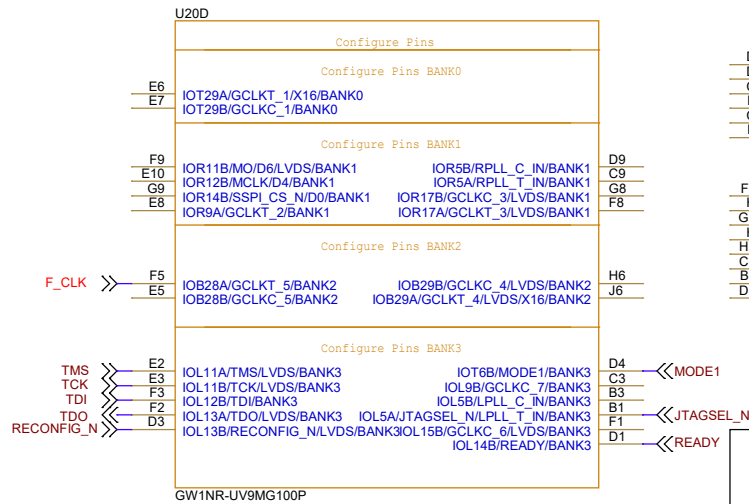 U20D
Configure Pins
Configure Pins BANK0
E6 IOT29A/GCLKT_1/X16/BANK0
E7 IOT29B/GCLKC_1/BANK0
Configure Pins BANK1
F9 IOR11B/MO/D6/LVDS/BANK1 IOR5B/RPLL_C_IN/BANK1 D9
E10 IOR12B/MCLK/D4/BANK1 IOR5A/RPLL_T_IN/BANK1 C9
G9 IOR14B/SSPI_CS_N/D0/BANK1 IOR17B/GCLKC_3/LVDS/BANK1 G8
E8 IOR9A/GCLKT_2/BANK1 IOR17A/GCLKT_3/LVDS/BANK1 F8
Configure Pins BANK2
F_CLK F5 IOB28A/GCLKT_5/BANK2 IOB29B/GCLKC_4/LVDS/BANK2 H6
E5 IOB28B/GCLKC_5/BANK2 IOB29A/GCLKT_4/LVDS/X16/BANK2 J6
Configure Pins BANK3
TMS E2 IOL11A/TMS/LVDS/BANK3 IOT6B/MODE1/BANK3 D4 MODE1
TCK E3 IOL11B/TCK/LVDS/BANK3 IOL9B/GCLKC_7/BANK3 C3
TDI F3 IOL12B/TDI/BANK3 IOL5B/LPLL_C_IN/BANK3 B3
TDO F2 IOL13A/TDO/LVDS/BANK3 IOL5A/JTAGSEL_N/LPLL_T_IN/BANK3 B1 JTAGSEL_N
RECONFIG_N D3 IOL13B/RECONFIG_N/LVDS/BANK3 IOL15B/GCLKC_6/LVDS/BANK3 F1
IOL14B/READY/BANK3 D1 READY
GW1NR-UV9MG100P